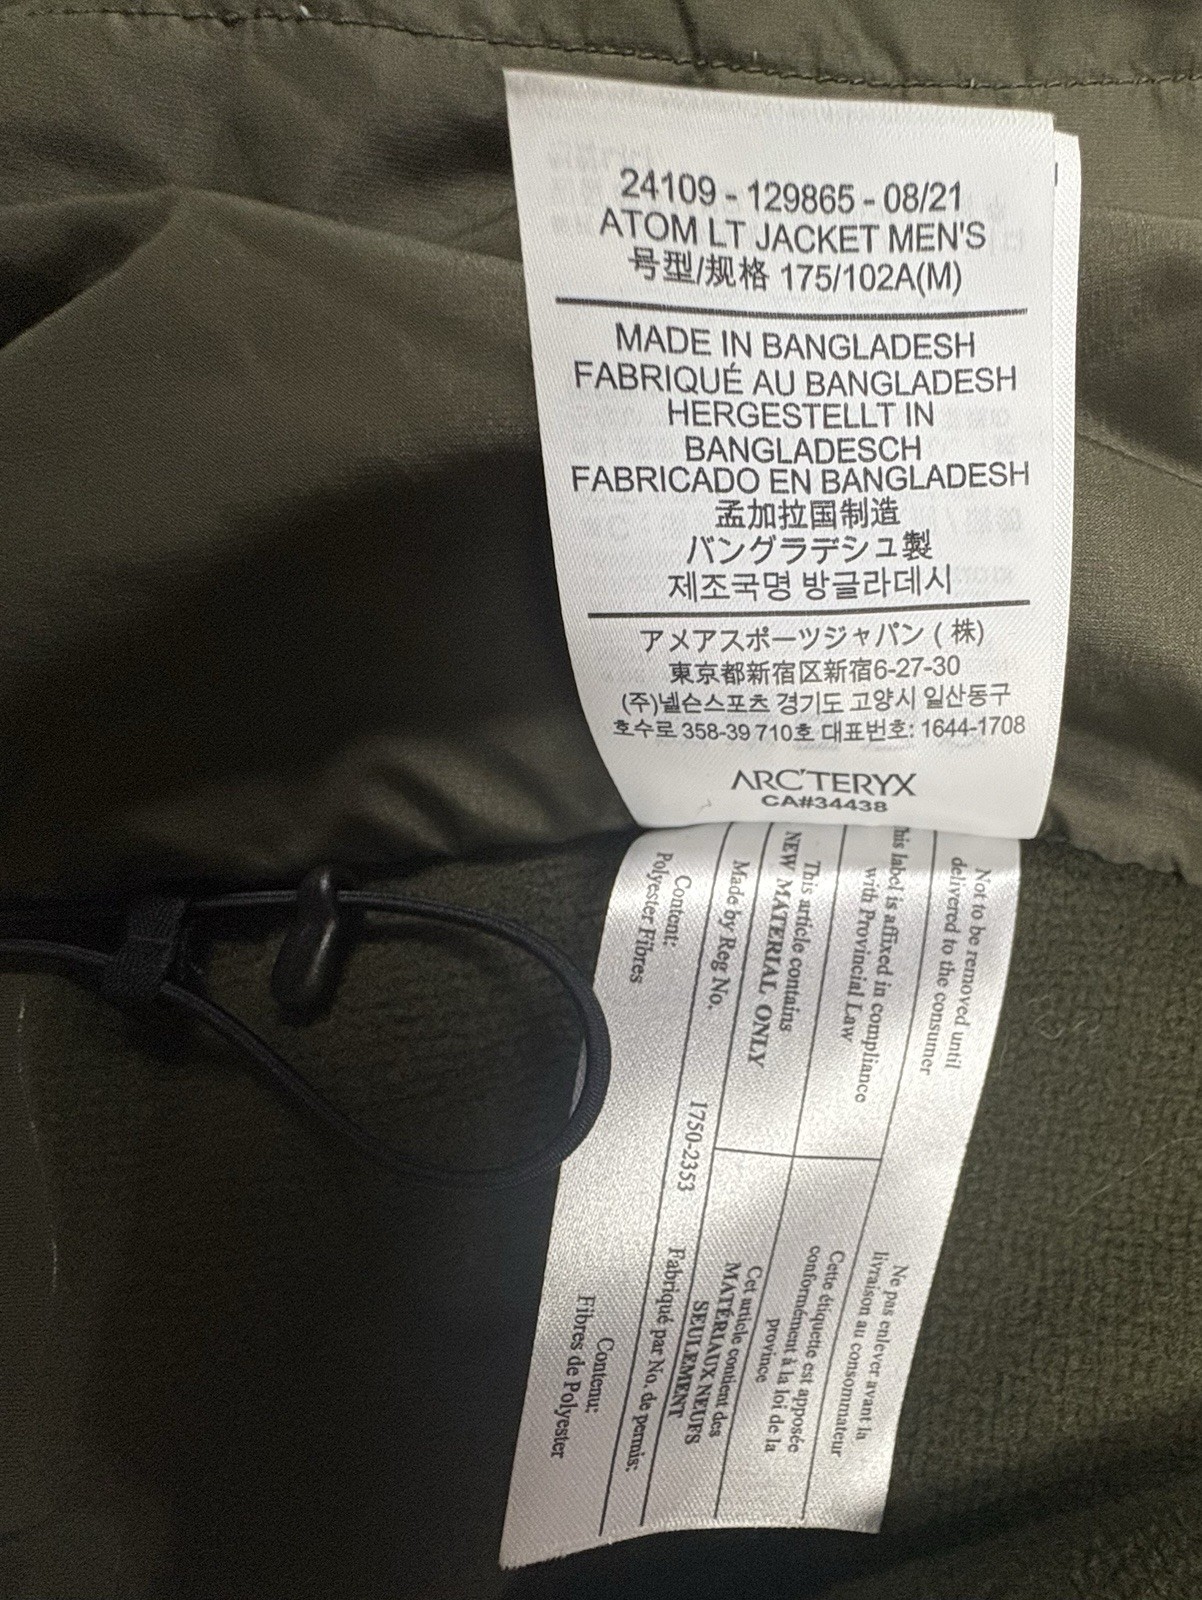 24109 - 129865 - 08/21
ATOM LT JACKET MEN'S
号型/规格 175/102A(M)
MADE IN BANGLADESH
FABRIQUÉ AU BANGLADESH
HERGESTELLT IN
BANGLADESCH
FABRICADO EN BANGLADESH
孟加拉国制造
バングラデシュ製
제조국명 방글라데시
アメアスポーツジャパン ( 株)
東京都新宿区新宿6-27-30
(주)넬슨스포츠 경기도 고양시 일산동구
호수로 358-39 710호 대표번호: 1644-1708
ARC'TERYX
CA#34438
Not to be removed until
delivered to the consumer
Ne pas enlever avant la
livraison au consommateur
his label is affixed in compliance
with Provincial Law
Cette étiquette est apposée
conformément à la loi de la
province
This article contains
NEW MATERIAL ONLY
Cet article contient des
MATÉRIAUX NEUFS
SEULEMENT
Made by Reg No.
1750-2353
Fabriqué par No. de permis:
Content:
Polyester Fibres
Contenu:
Fibres de Polyester